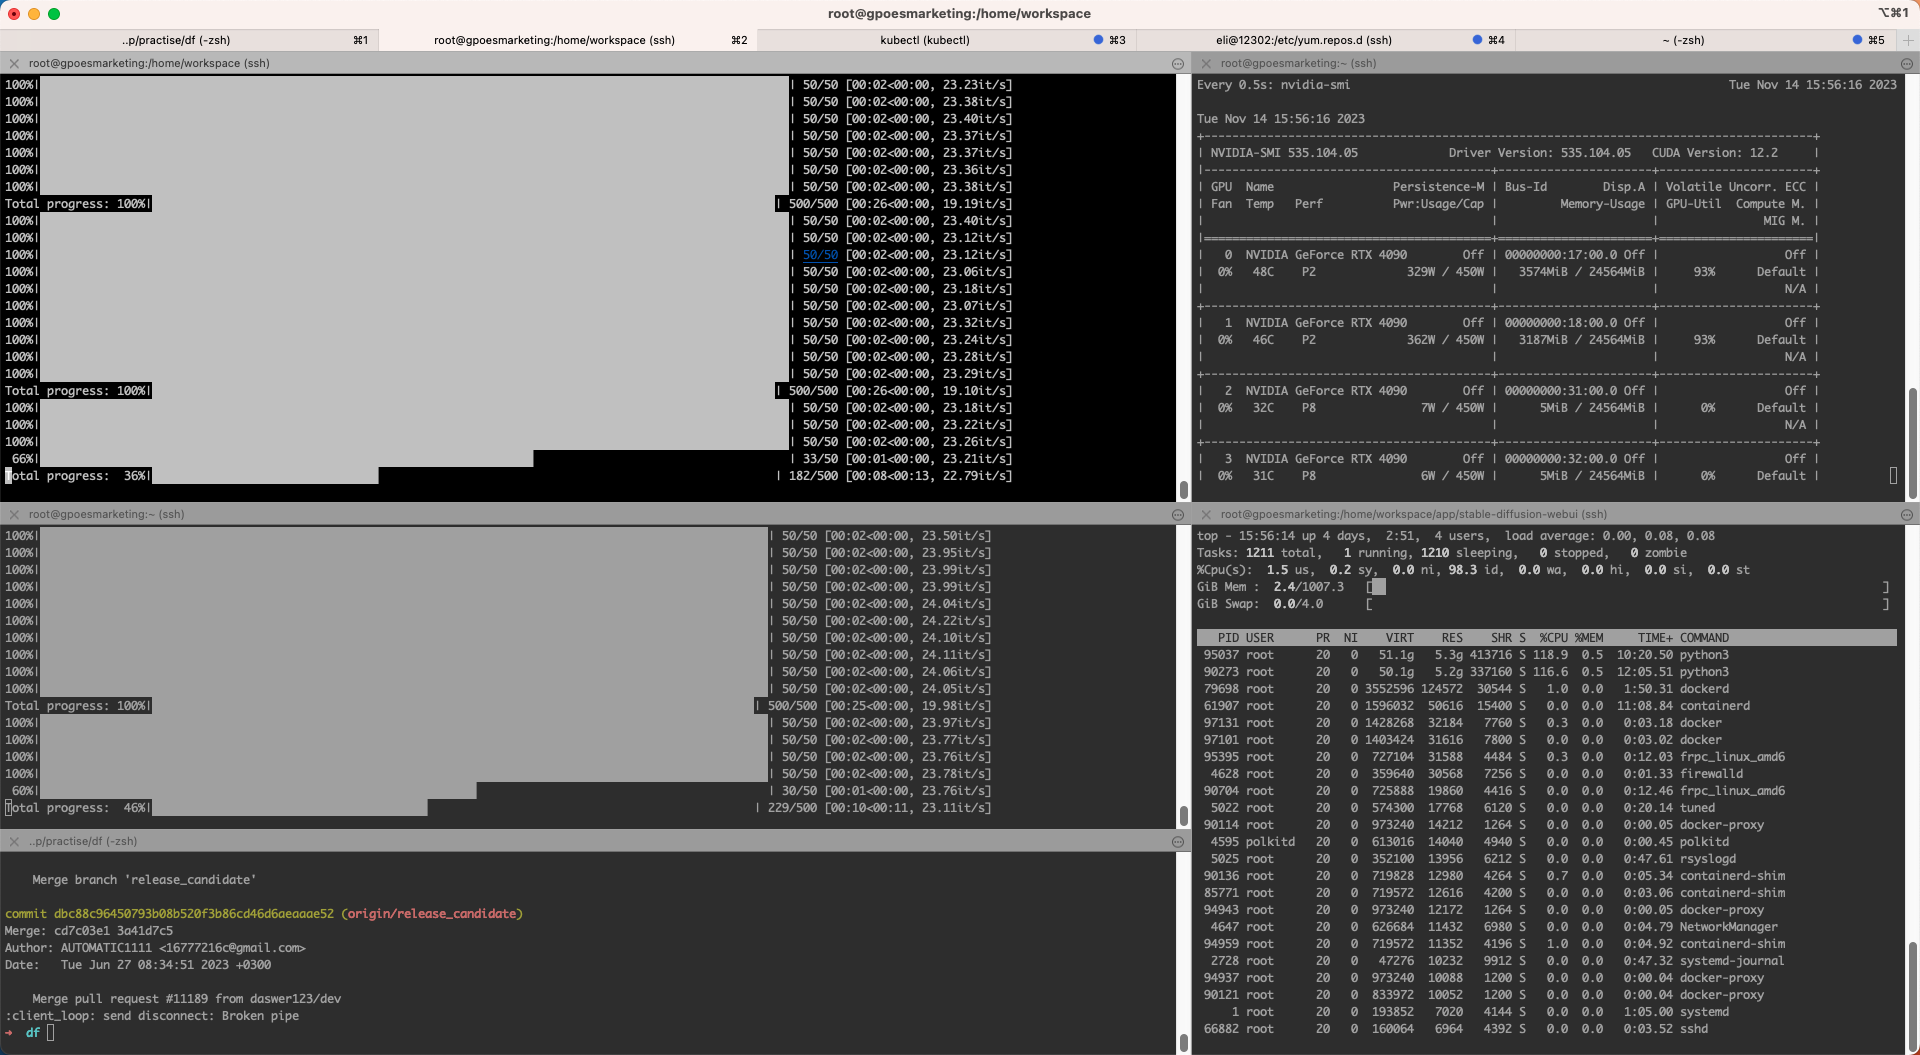 root@gpoesmarketing:/home/workspace
⌥⌘1
..p/practise/df (-zsh) ⌘1
root@gpoesmarketing:/home/workspace (ssh) ⌘2
kubectl (kubectl) ⌘3
eli@12302:/etc/yum.repos.d (ssh) ⌘4
~ (-zsh) ⌘5
root@gpoesmarketing:/home/workspace (ssh)
100%| | 50/50 [00:02<00:00, 23.23it/s]
100%| | 50/50 [00:02<00:00, 23.38it/s]
100%| | 50/50 [00:02<00:00, 23.40it/s]
100%| | 50/50 [00:02<00:00, 23.37it/s]
100%| | 50/50 [00:02<00:00, 23.37it/s]
100%| | 50/50 [00:02<00:00, 23.36it/s]
100%| | 50/50 [00:02<00:00, 23.38it/s]
Total progress: 100%| | 500/500 [00:26<00:00, 19.19it/s]
100%| | 50/50 [00:02<00:00, 23.40it/s]
100%| | 50/50 [00:02<00:00, 23.12it/s]
100%| | 50/50 [00:02<00:00, 23.12it/s]
100%| | 50/50 [00:02<00:00, 23.06it/s]
100%| | 50/50 [00:02<00:00, 23.18it/s]
100%| | 50/50 [00:02<00:00, 23.07it/s]
100%| | 50/50 [00:02<00:00, 23.32it/s]
100%| | 50/50 [00:02<00:00, 23.24it/s]
100%| | 50/50 [00:02<00:00, 23.28it/s]
100%| | 50/50 [00:02<00:00, 23.29it/s]
Total progress: 100%| | 500/500 [00:26<00:00, 19.10it/s]
100%| | 50/50 [00:02<00:00, 23.18it/s]
100%| | 50/50 [00:02<00:00, 23.22it/s]
100%| | 50/50 [00:02<00:00, 23.26it/s]
66%| | 33/50 [00:01<00:00, 23.21it/s]
Total progress: 36%| | 182/500 [00:08<00:13, 22.79it/s]
root@gpoesmarketing:~ (ssh)
100%| | 50/50 [00:02<00:00, 23.50it/s]
100%| | 50/50 [00:02<00:00, 23.95it/s]
100%| | 50/50 [00:02<00:00, 23.99it/s]
100%| | 50/50 [00:02<00:00, 23.99it/s]
100%| | 50/50 [00:02<00:00, 24.04it/s]
100%| | 50/50 [00:02<00:00, 24.22it/s]
100%| | 50/50 [00:02<00:00, 24.10it/s]
100%| | 50/50 [00:02<00:00, 24.11it/s]
100%| | 50/50 [00:02<00:00, 24.06it/s]
100%| | 50/50 [00:02<00:00, 24.05it/s]
Total progress: 100%| | 500/500 [00:25<00:00, 19.98it/s]
100%| | 50/50 [00:02<00:00, 23.97it/s]
100%| | 50/50 [00:02<00:00, 23.77it/s]
100%| | 50/50 [00:02<00:00, 23.76it/s]
100%| | 50/50 [00:02<00:00, 23.78it/s]
60%| | 30/50 [00:01<00:00, 23.76it/s]
Total progress: 46%| | 229/500 [00:10<00:11, 23.11it/s]
..p/practise/df (-zsh)
Merge branch 'release_candidate'
commit dbc88c96450793b08b520f3b86cd46d6aeaaae52 (origin/release_candidate)
Merge: cd7c03e1 3a41d7c5
Author: AUTOMATIC1111 <16777216c@gmail.com>
Date: Tue Jun 27 08:34:51 2023 +0300
Merge pull request #11189 from daswer123/dev
:client_loop: send disconnect: Broken pipe
→ df
root@gpoesmarketing:~ (ssh)
Every 0.5s: nvidia-smi Tue Nov 14 15:56:16 2023
Tue Nov 14 15:56:16 2023
| NVIDIA-SMI 535.104.05 Driver Version: 535.104.05 CUDA Version: 12.2 |
| GPU Name Persistence-M | Bus-Id Disp.A | Volatile Uncorr. ECC |
| Fan Temp Perf Pwr:Usage/Cap | Memory-Usage | GPU-Util Compute M. |
| | | MIG M. |
| 0 NVIDIA GeForce RTX 4090 Off | 00000000:17:00.0 Off | Off |
| 0% 48C P2 329W / 450W | 3574MiB / 24564MiB | 93% Default |
| | | N/A |
| 1 NVIDIA GeForce RTX 4090 Off | 00000000:18:00.0 Off | Off |
| 0% 46C P2 362W / 450W | 3187MiB / 24564MiB | 93% Default |
| | | N/A |
| 2 NVIDIA GeForce RTX 4090 Off | 00000000:31:00.0 Off | Off |
| 0% 32C P8 7W / 450W | 5MiB / 24564MiB | 0% Default |
| | | N/A |
| 3 NVIDIA GeForce RTX 4090 Off | 00000000:32:00.0 Off | Off |
| 0% 31C P8 6W / 450W | 5MiB / 24564MiB | 0% Default |
root@gpoesmarketing:/home/workspace/app/stable-diffusion-webui (ssh)
top - 15:56:14 up 4 days, 2:51, 4 users, load average: 0.00, 0.08, 0.08
Tasks: 1211 total, 1 running, 1210 sleeping, 0 stopped, 0 zombie
%Cpu(s): 1.5 us, 0.2 sy, 0.0 ni, 98.3 id, 0.0 wa, 0.0 hi, 0.0 si, 0.0 st
GiB Mem : 2.4/1007.3 [ ]
GiB Swap: 0.0/4.0 [ ]
PID USER PR NI VIRT RES SHR S %CPU %MEM TIME+ COMMAND
95037 root 20 0 51.1g 5.3g 413716 S 118.9 0.5 10:20.50 python3
90273 root 20 0 50.1g 5.2g 337160 S 116.6 0.5 12:05.51 python3
79698 root 20 0 3552596 124572 30544 S 1.0 0.0 1:50.31 dockerd
61907 root 20 0 1596032 50616 15400 S 0.0 0.0 11:08.84 containerd
97131 root 20 0 1428268 32184 7760 S 0.3 0.0 0:03.18 docker
97101 root 20 0 1403424 31616 7800 S 0.0 0.0 0:03.02 docker
95395 root 20 0 727104 31588 4484 S 0.3 0.0 0:12.03 frpc_linux_amd6
4628 root 20 0 359640 30568 7256 S 0.0 0.0 0:01.33 firewalld
90704 root 20 0 725888 19860 4416 S 0.0 0.0 0:12.46 frpc_linux_amd6
5022 root 20 0 574300 17768 6120 S 0.0 0.0 0:20.14 tuned
90114 root 20 0 973240 14212 1264 S 0.0 0.0 0:00.05 docker-proxy
4595 polkitd 20 0 613016 14040 4940 S 0.0 0.0 0:00.45 polkitd
5025 root 20 0 352100 13956 6212 S 0.0 0.0 0:47.61 rsyslogd
90136 root 20 0 719828 12980 4264 S 0.7 0.0 0:05.34 containerd-shim
85771 root 20 0 719572 12616 4200 S 0.0 0.0 0:03.06 containerd-shim
94943 root 20 0 973240 12172 1264 S 0.0 0.0 0:00.05 docker-proxy
4647 root 20 0 626684 11432 6980 S 0.0 0.0 0:04.79 NetworkManager
94959 root 20 0 719572 11352 4196 S 1.0 0.0 0:04.92 containerd-shim
2728 root 20 0 47276 10232 9912 S 0.0 0.0 0:47.32 systemd-journal
94937 root 20 0 973240 10088 1200 S 0.0 0.0 0:00.04 docker-proxy
90121 root 20 0 833972 10052 1200 S 0.0 0.0 0:00.04 docker-proxy
1 root 20 0 193852 7020 4144 S 0.0 0.0 1:05.00 systemd
66882 root 20 0 160064 6964 4392 S 0.0 0.0 0:03.52 sshd